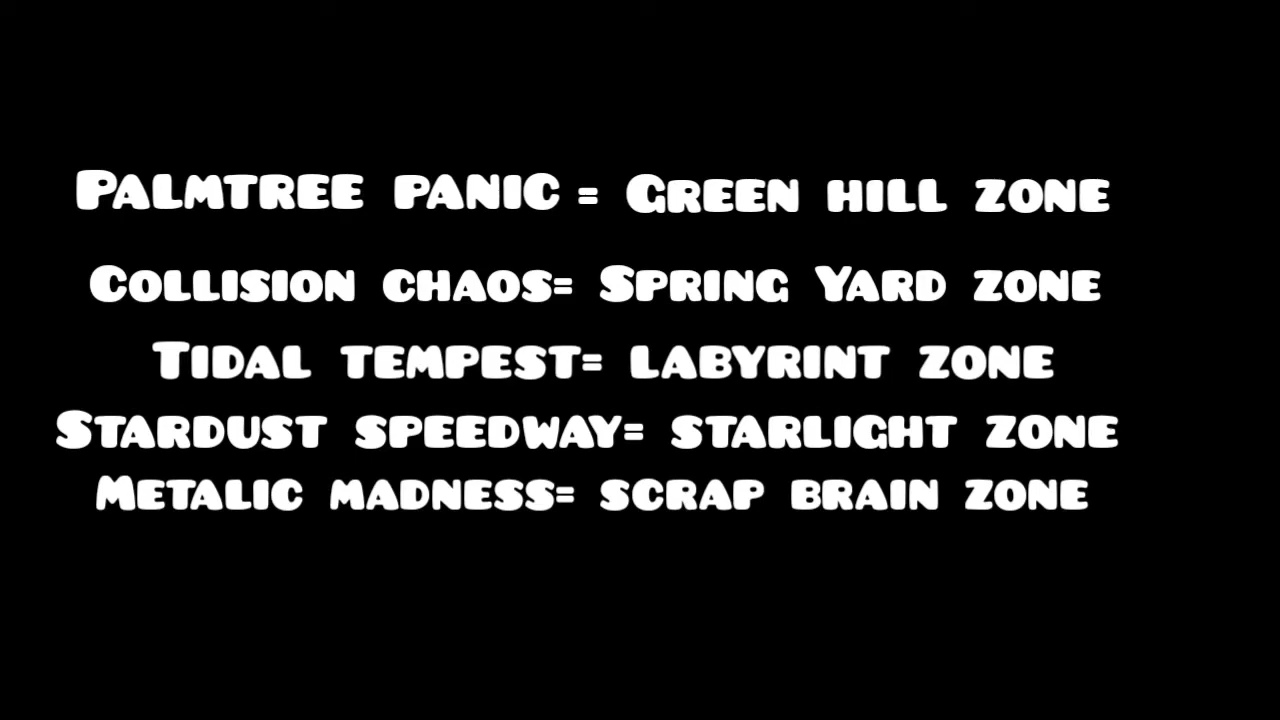 Palmtree panic = Green hill zone
Collision chaos= Spring Yard zone
Tidal tempest= labyrint zone
Stardust speedway= starlight zone
Metalic madness= scrap brain zone